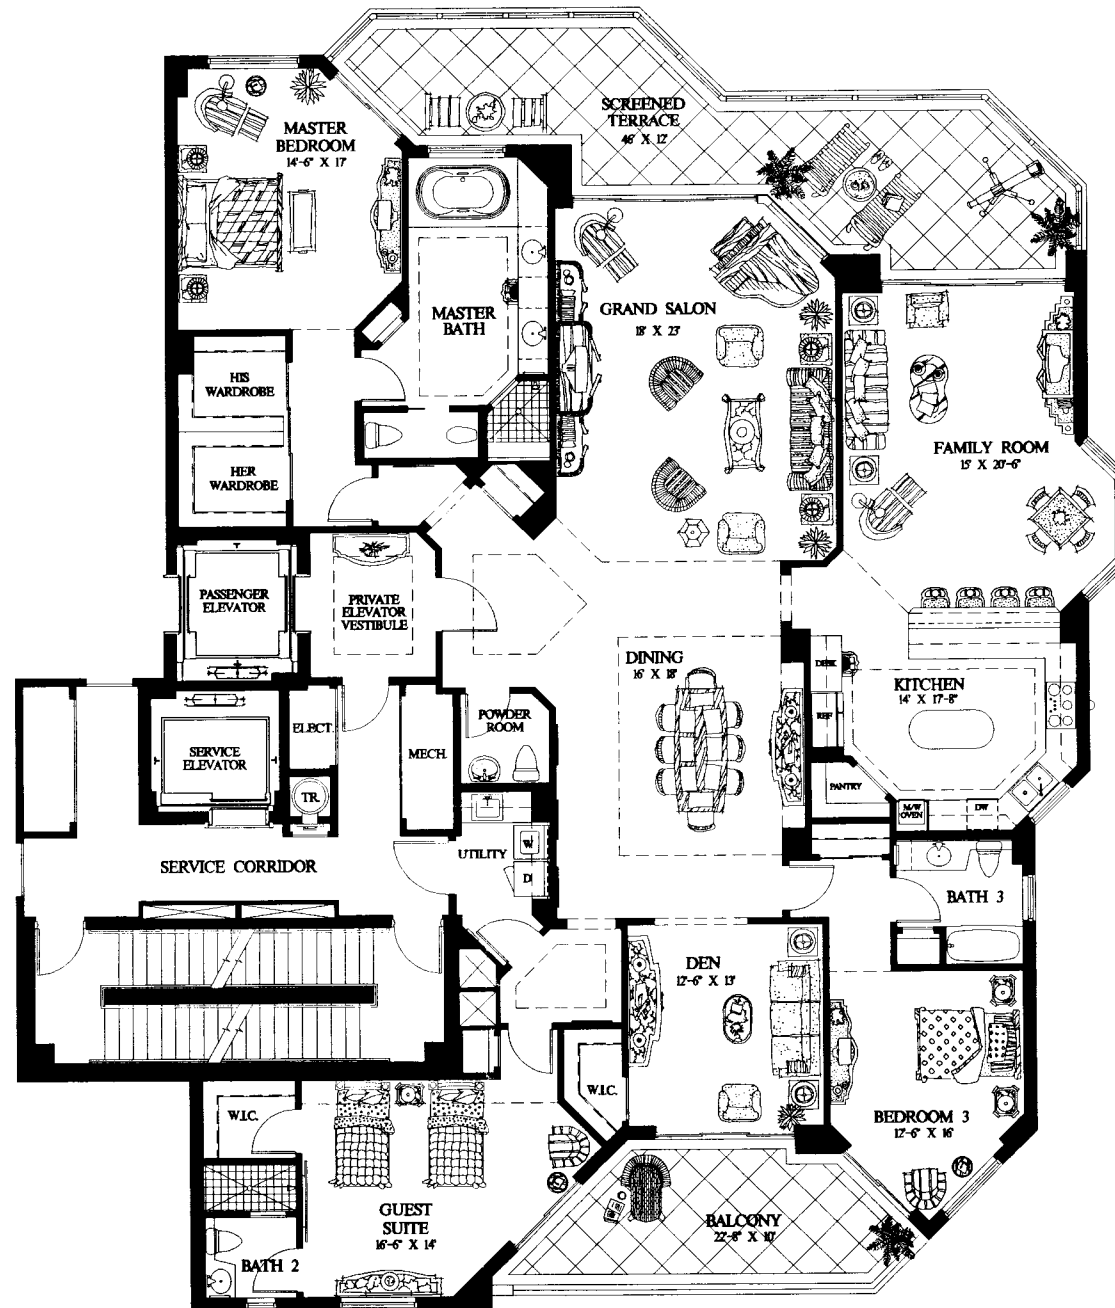 SCREENED
TERRACE
46' X 12'
MASTER
BEDROOM
14'-6" X 17'
MASTER
BATH
GRAND SALON
18' X 23'
HIS
WARDROBE
HER
WARDROBE
FAMILY ROOM
15' X 20'-6"
PASSENGER
ELEVATOR
PRIVATE
ELEVATOR
VESTIBULE
DINING
16' X 18'
DESK
REF
KITCHEN
14' X 17'-8"
POWDER
ROOM
ELECT.
MECH.
SERVICE
ELEVATOR
TR.
PANTRY
M/W
OVEN
DW
UTILITY
W
D
SERVICE CORRIDOR
BATH 3
DEN
12'-6" X 13'
W.I.C.
W.I.C.
BEDROOM 3
12'-6" X 16'
GUEST
SUITE
16'-6" X 14'
BALCONY
22'-8" X 10'
BATH 2